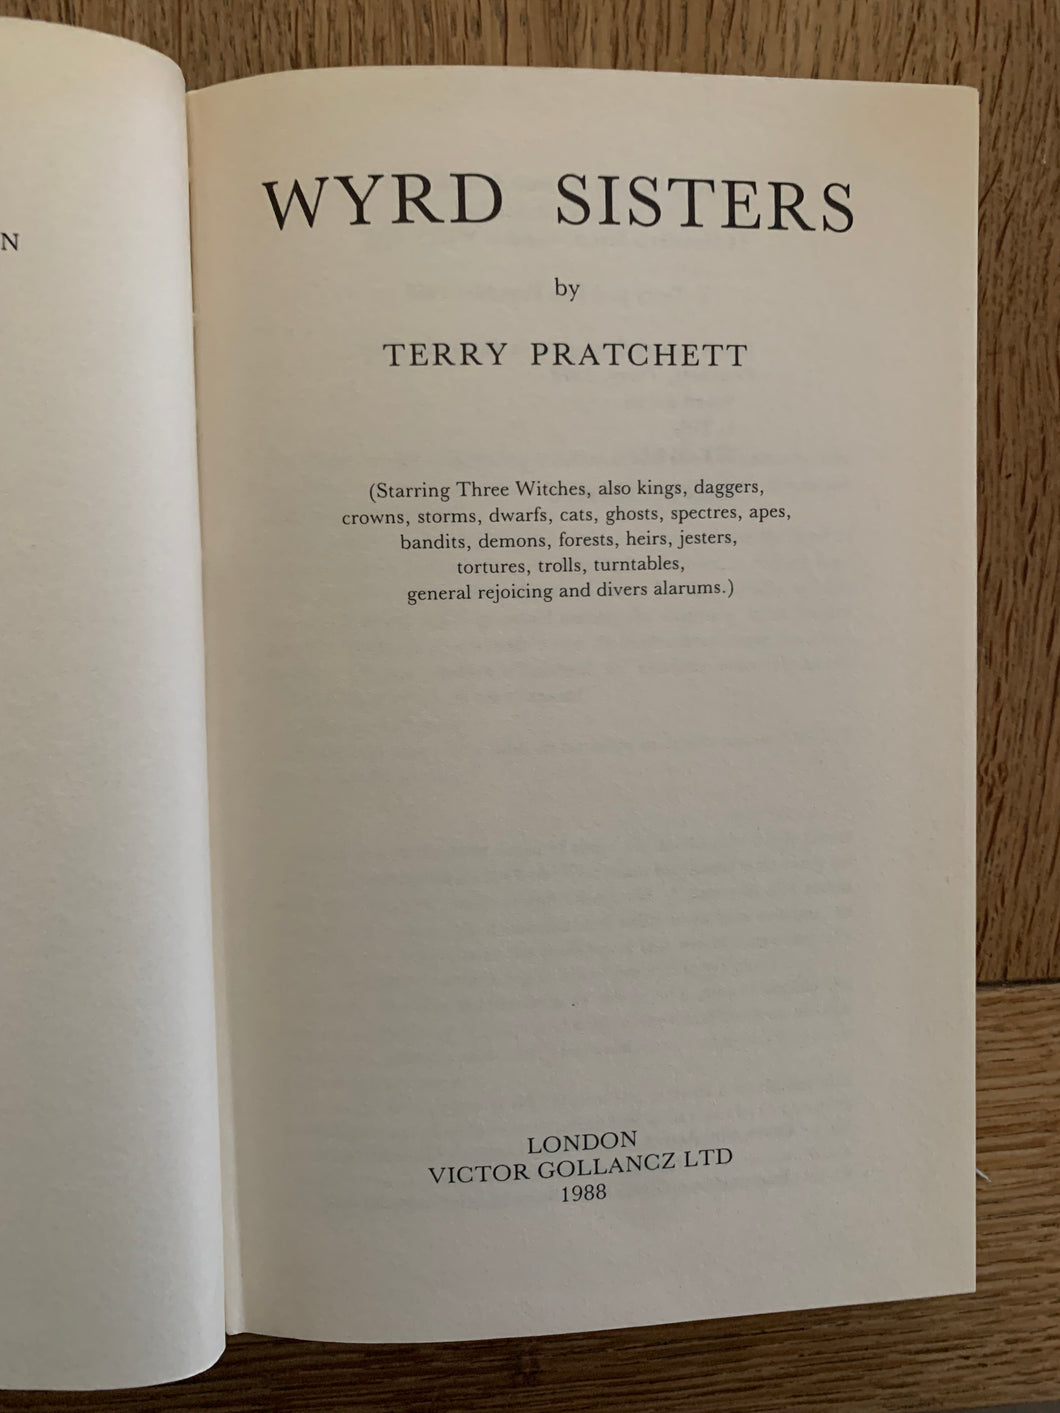 N
WYRD SISTERS
by
TERRY PRATCHETT
(Starring Three Witches, also kings, daggers,
crowns, storms, dwarfs, cats, ghosts, spectres, apes,
bandits, demons, forests, heirs, jesters,
tortures, trolls, turntables,
general rejoicing and divers alarums.)
LONDON
VICTOR GOLLANCZ LTD
1988